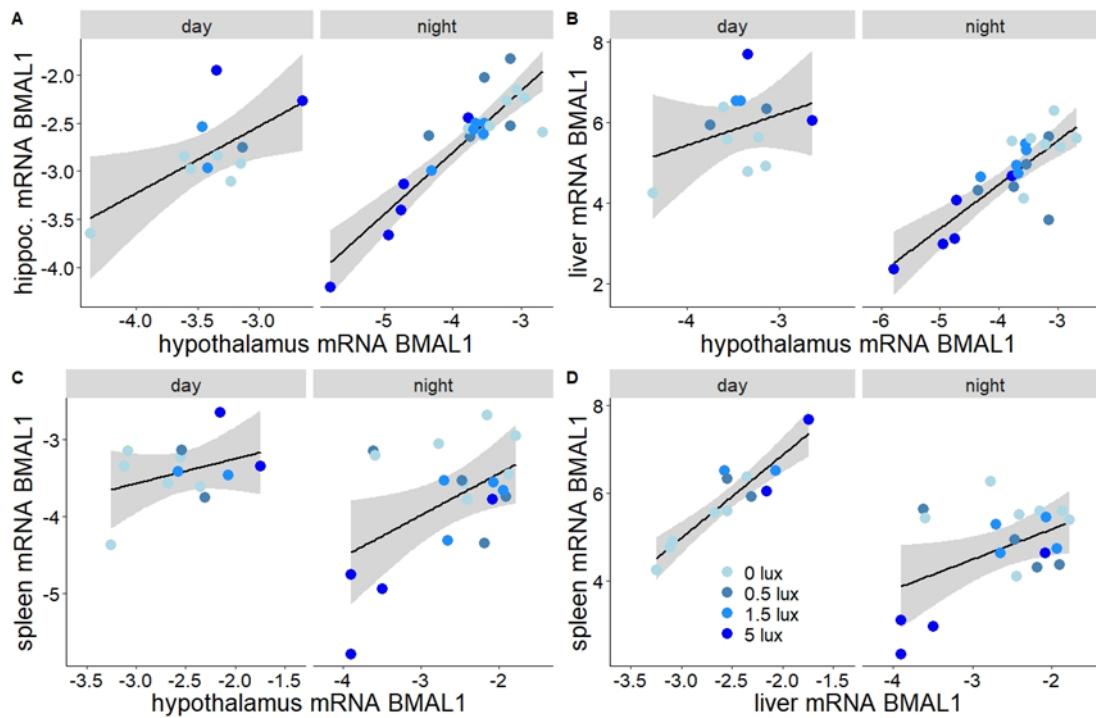 A
B
day
night
day
night
hippoc. mRNA BMAL1
-2.0
-2.5
-3.0
-3.5
-4.0
liver mRNA BMAL1
8
6
4
2
-4.0
-3.0
-5
-4
-3
-4
-3
-6
-5
-4
-3
hypothalamus mRNA BMAL1
hypothalamus mRNA BMAL1
C
D
day
night
day
night
spleen mRNA BMAL1
-3
-4
-5
spleen mRNA BMAL1
8
6
4
0 lux
0.5 lux
1.5 lux
5 lux
-3.5
-3.0
-2.5
-2.0
-1.5
-4
-3
-2
-3.5
-3.0
-2.5
-2.0
-1.5
-4
-3
-2
hypothalamus mRNA BMAL1
liver mRNA BMAL1